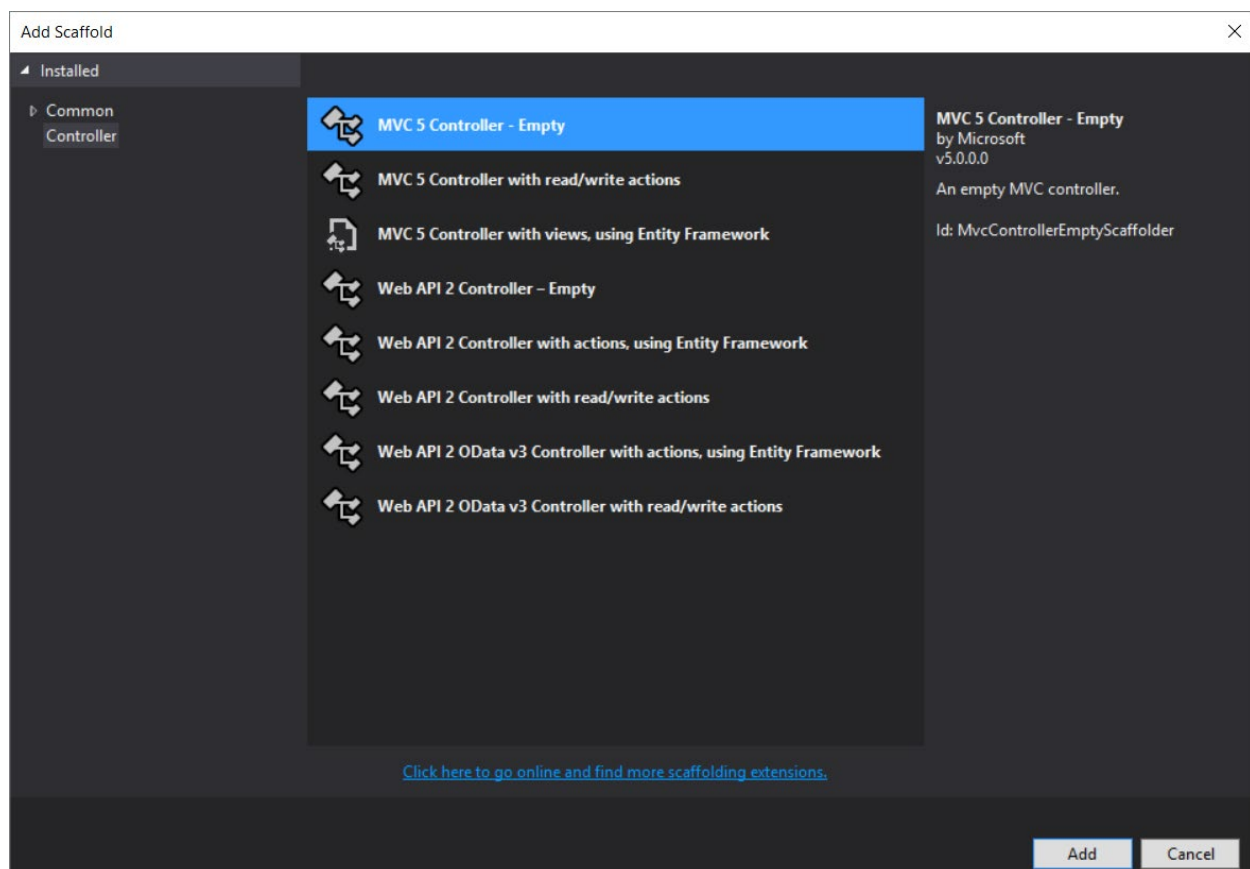 Add Scaffold
Installed
Common
Controller
MVC 5 Controller - Empty
MVC 5 Controller with read/write actions
MVC 5 Controller with views, using Entity Framework
Web API 2 Controller – Empty
Web API 2 Controller with actions, using Entity Framework
Web API 2 Controller with read/write actions
Web API 2 OData v3 Controller with actions, using Entity Framework
Web API 2 OData v3 Controller with read/write actions
Click here to go online and find more scaffolding extensions.
MVC 5 Controller - Empty
by Microsoft
v5.0.0.0
An empty MVC controller.
Id: MvcControllerEmptyScaffolder
Add
Cancel